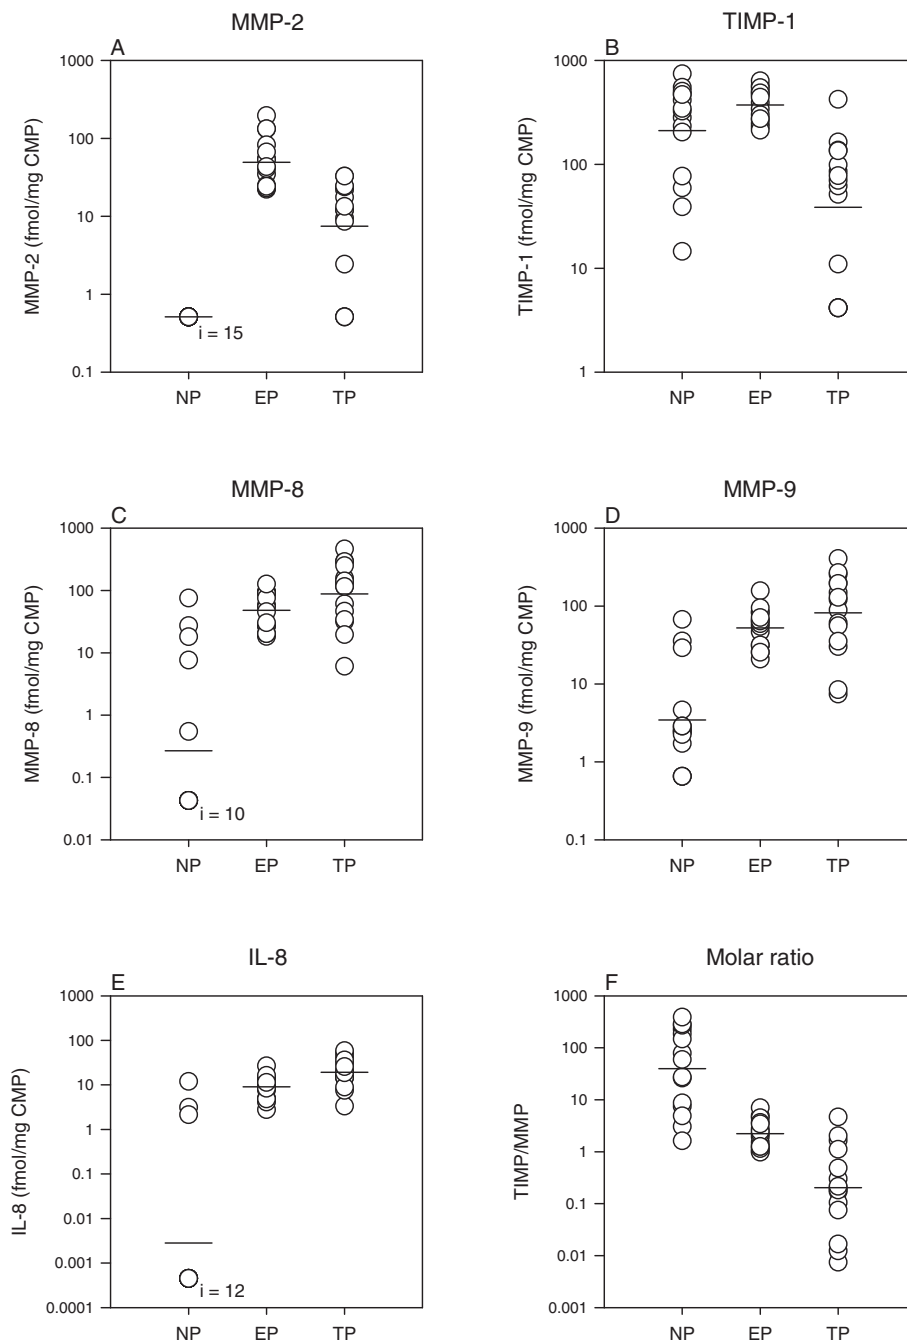 MMP-2
A
1000
100
10
1
0.1
MMP-2 (fmol/mg CMP)
i = 15
NP EP TP
TIMP-1
B
1000
100
10
1
TIMP-1 (fmol/mg CMP)
NP EP TP
MMP-8
C
1000
100
10
1
0.1
0.01
MMP-8 (fmol/mg CMP)
i = 10
NP EP TP
MMP-9
D
1000
100
10
1
0.1
MMP-9 (fmol/mg CMP)
NP EP TP
IL-8
E
1000
100
10
1
0.1
0.01
0.001
0.0001
IL-8 (fmol/mg CMP)
i = 12
NP EP TP
Molar ratio
F
1000
100
10
1
0.1
0.01
0.001
TIMP/MMP
NP EP TP